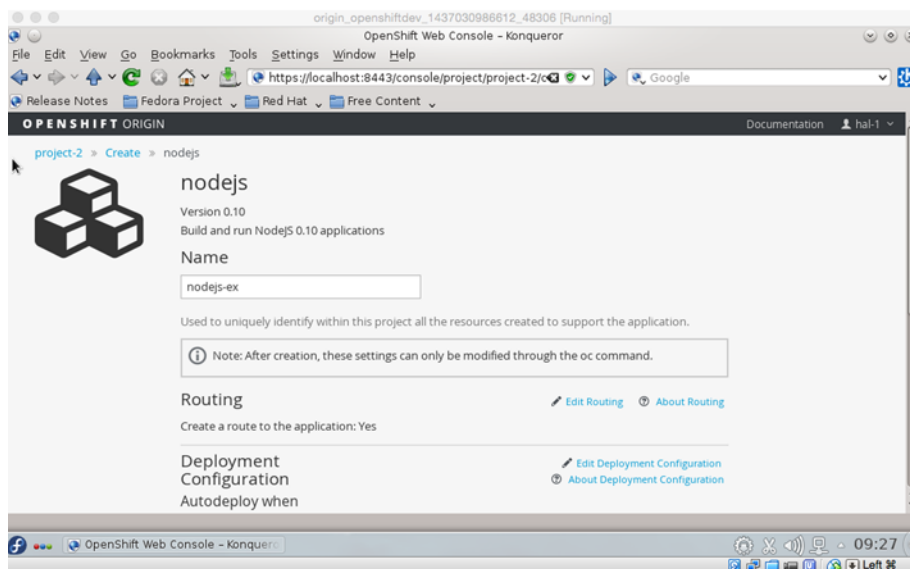 origin_openshiftdev_1437030986612_48306 [Running]
OpenShift Web Console – Konqueror
File Edit View Go Bookmarks Tools Settings Window Help
https://localhost:8443/console/project/project-2/c
Google
Release Notes Fedora Project Red Hat Free Content
OPENSHIFT ORIGIN Documentation hal-1
project-2 » Create » nodejs
nodejs
Version 0.10
Build and run NodeJS 0.10 applications
Name
nodejs-ex
Used to uniquely identify within this project all the resources created to support the application.
Note: After creation, these settings can only be modified through the oc command.
Routing Edit Routing About Routing
Create a route to the application: Yes
Deployment
Configuration
Edit Deployment Configuration
About Deployment Configuration
Autodeploy when
OpenShift Web Console – Konquer
09:27
Left ⌘